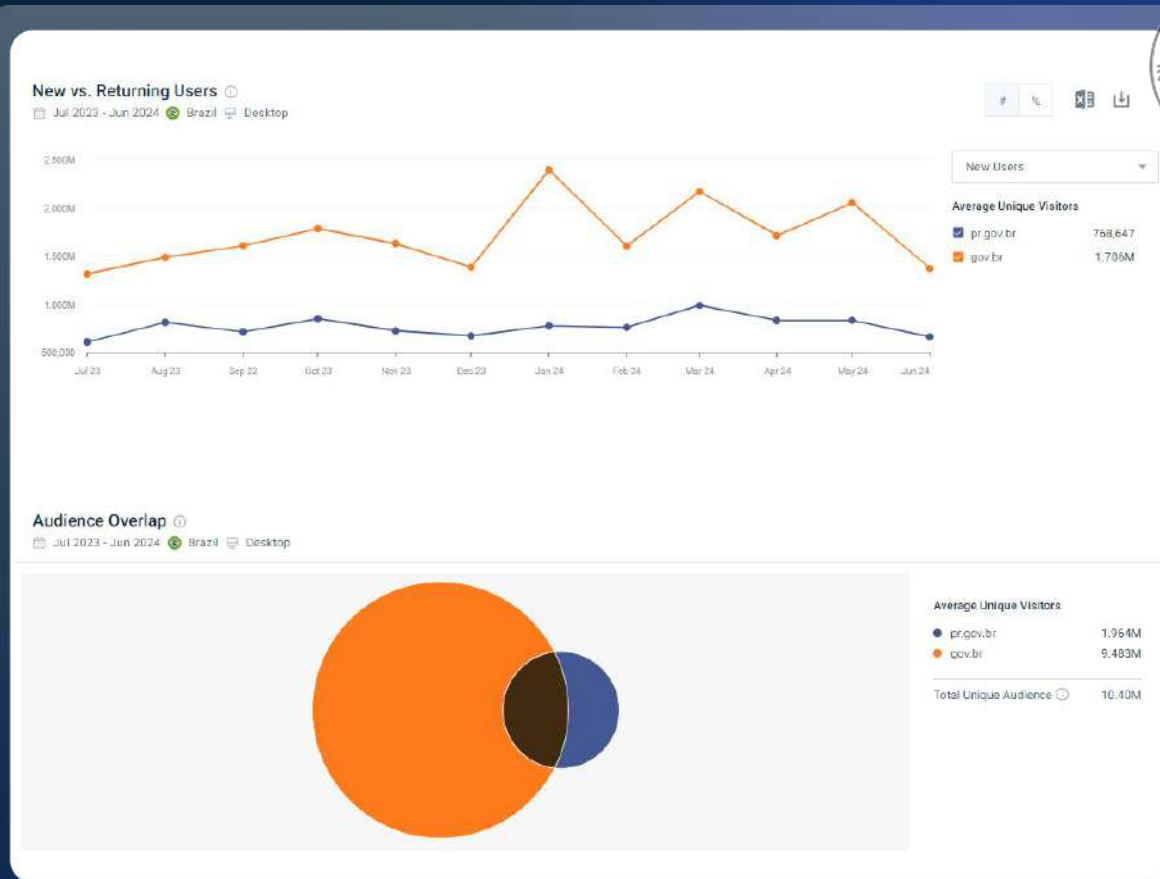 New vs. Returning Users
Jul 2023 - Jun 2024 Brazil Desktop
# %
2.500M
2.000M
1.500M
1.000M
500,000
Jul 23 Aug 23 Sep 23 Oct 23 Nov 23 Dec 23 Jan 24 Feb 24 Mar 24 Apr 24 May 24 Jun 24
New Users
Average Unique Visitors
pr.gov.br 768,647
gov.br 1.706M
Audience Overlap
Jul 2023 - Jun 2024 Brazil Desktop
Average Unique Visitors
pr.gov.br 1.964M
gov.br 9.483M
Total Unique Audience 10.40M